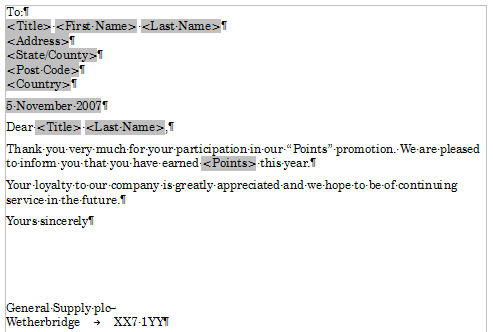 To:¶
<Title>·<First Name>·<Last Name>¶
<Address>¶
<State/County>¶
<Post Code>¶
<Country>¶
5 November 2007¶
Dear·<Title>·<Last Name>,¶
Thank·you·very·much·for·your·participation·in·our·“Points”·promotion.·We·are·pleased·
to·inform·you·that·you·have·earned·<Points>·this·year.¶
Your·loyalty·to·our·company·is·greatly·appreciated·and·we·hope·to·be·of·continuing·
service·in·the·future.¶
Yours·sincerely¶
General·Supply·plc↵
Wetherbridge → XX7·1YY¶